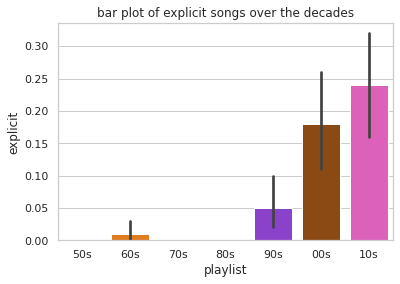 bar plot of explicit songs over the decades
explicit
0.30
0.25
0.20
0.15
0.10
0.05
0.00
50s 60s 70s 80s 90s 00s 10s
playlist